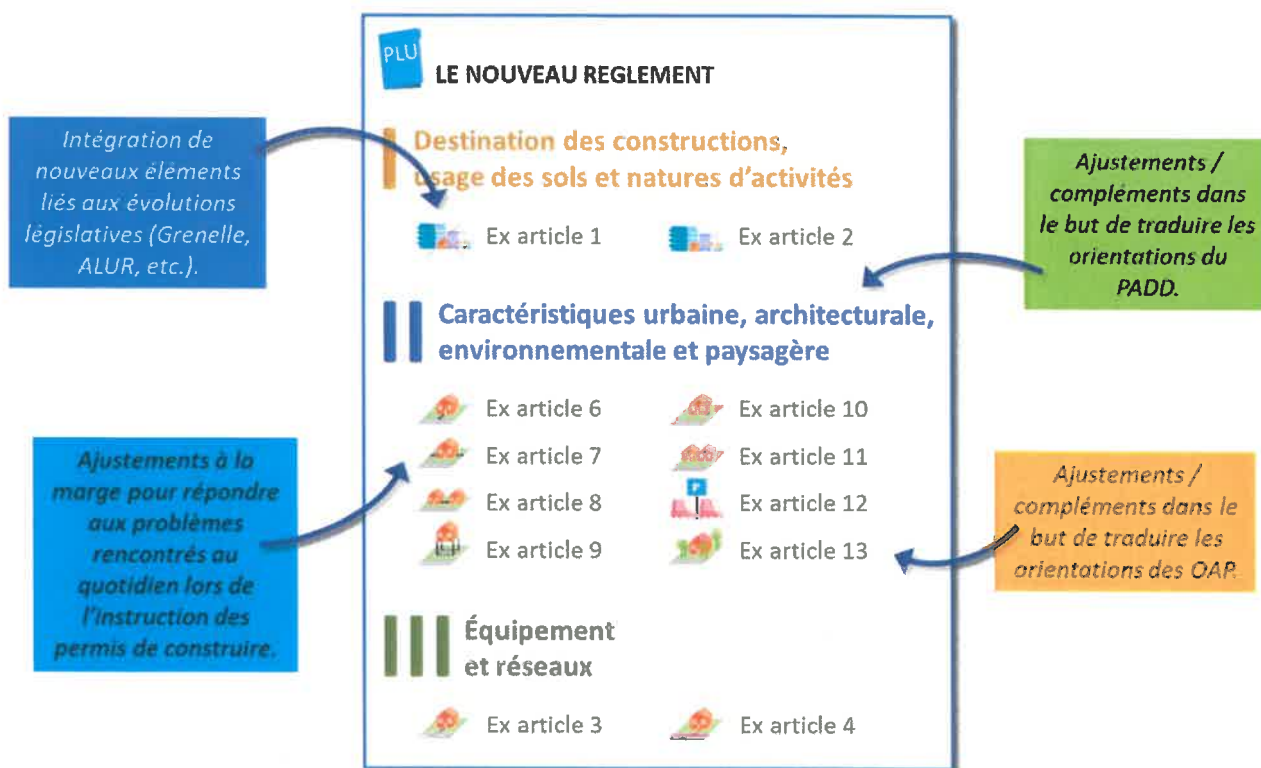 PLU
LE NOUVEAU REGLEMENT
Intégration de
nouveaux éléments
liés aux évolutions
législatives (Grenelle,
ALUR, etc.).
Destination des constructions,
usage des sols et natures d'activités
Ex article 1
Ex article 2
Ajustements /
compléments dans
le but de traduire les
orientations du
PADD.
Caractéristiques urbaine, architecturale,
environnementale et paysagère
Ex article 6
Ex article 10
Ex article 7
Ex article 11
Ex article 8
P
Ex article 12
Ex article 9
Ex article 13
Ajustements à la
marge pour répondre
aux problèmes
rencontrés au
quotidien lors de
l'instruction des
permis de construire.
Ajustements /
compléments dans le
but de traduire les
orientations des OAP.
Équipement
et réseaux
Ex article 3
Ex article 4